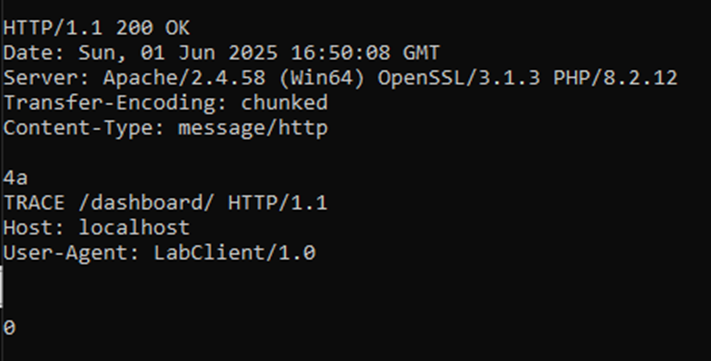 HTTP/1.1 200 OK
Date: Sun, 01 Jun 2025 16:50:08 GMT
Server: Apache/2.4.58 (Win64) OpenSSL/3.1.3 PHP/8.2.12
Transfer-Encoding: chunked
Content-Type: message/http

4a
TRACE /dashboard/ HTTP/1.1
Host: localhost
User-Agent: LabClient/1.0

0